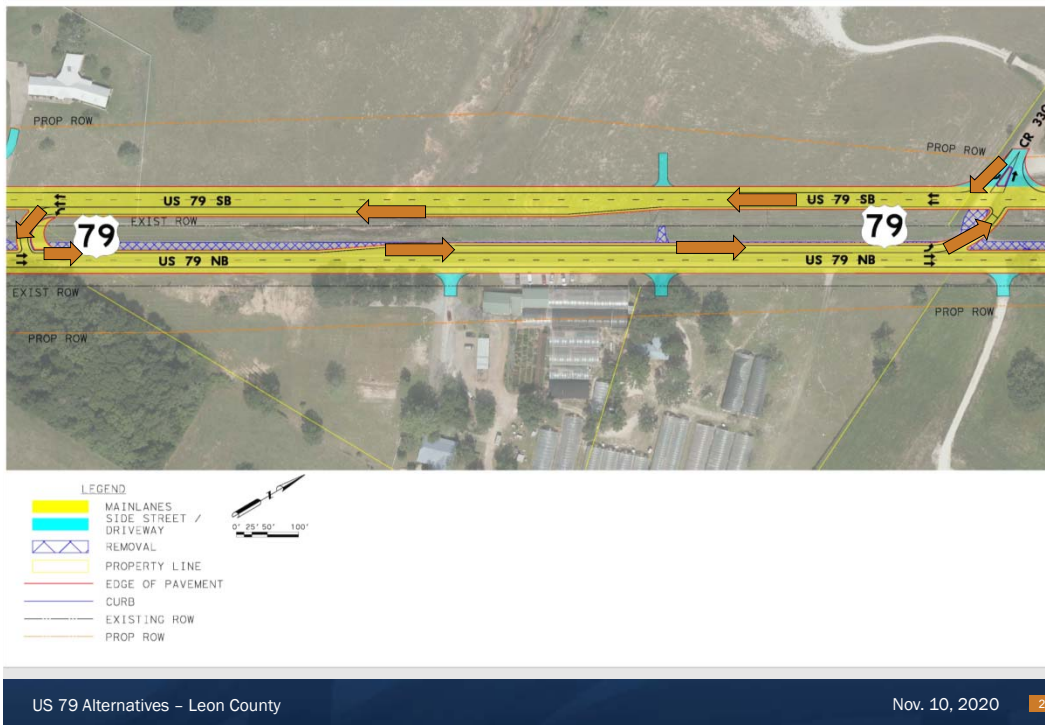 PROP ROW
CR 330
PROP ROW
US 79 SB
US 79 SB
EXIST ROW
79
79
US 79 NB
US 79 NB
EXIST ROW
PROP ROW
PROP ROW
LEGEND
MAINLANES
SIDE STREET /
DRIVEWAY
REMOVAL
PROPERTY LINE
EDGE OF PAVEMENT
CURB
EXISTING ROW
PROP ROW
0' 25' 50' 100'
US 79 Alternatives – Leon County
Nov. 10, 2020